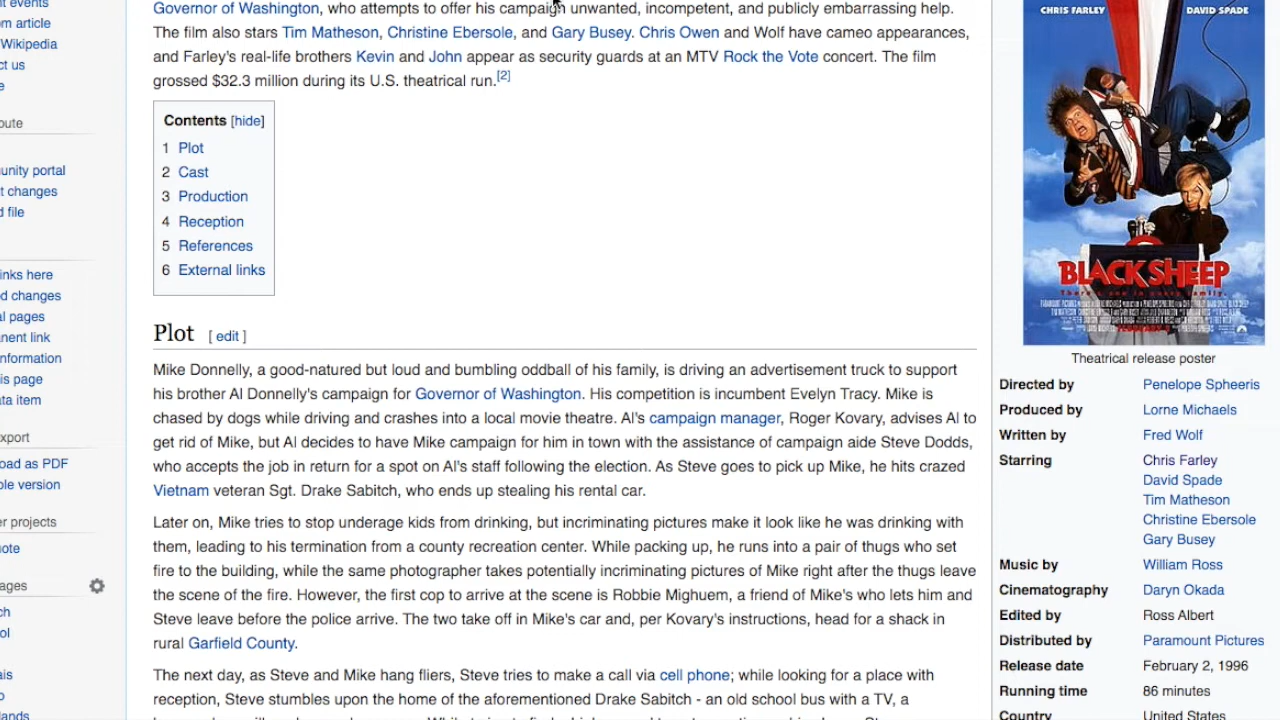 t events
m article
Wikipedia
ct us
e
oute
unity portal
t changes
d file
inks here
d changes
al pages
nent link
information
is page
ata item
xport
oad as PDF
ble version
er projects
uote
ages
ch
ol
ais
o
lands
Governor of Washington, who attempts to offer his campaign unwanted, incompetent, and publicly embarrassing help.
The film also stars Tim Matheson, Christine Ebersole, and Gary Busey. Chris Owen and Wolf have cameo appearances,
and Farley's real-life brothers Kevin and John appear as security guards at an MTV Rock the Vote concert. The film
grossed $32.3 million during its U.S. theatrical run.[2]
Contents [hide]
1 Plot
2 Cast
3 Production
4 Reception
5 References
6 External links
Plot [ edit ]
Mike Donnelly, a good-natured but loud and bumbling oddball of his family, is driving an advertisement truck to support
his brother Al Donnelly's campaign for Governor of Washington. His competition is incumbent Evelyn Tracy. Mike is
chased by dogs while driving and crashes into a local movie theatre. Al's campaign manager, Roger Kovary, advises Al to
get rid of Mike, but Al decides to have Mike campaign for him in town with the assistance of campaign aide Steve Dodds,
who accepts the job in return for a spot on Al's staff following the election. As Steve goes to pick up Mike, he hits crazed
Vietnam veteran Sgt. Drake Sabitch, who ends up stealing his rental car.
Later on, Mike tries to stop underage kids from drinking, but incriminating pictures make it look like he was drinking with
them, leading to his termination from a county recreation center. While packing up, he runs into a pair of thugs who set
fire to the building, while the same photographer takes potentially incriminating pictures of Mike right after the thugs leave
the scene of the fire. However, the first cop to arrive at the scene is Robbie Mighuem, a friend of Mike's who lets him and
Steve leave before the police arrive. The two take off in Mike's car and, per Kovary's instructions, head for a shack in
rural Garfield County.
The next day, as Steve and Mike hang fliers, Steve tries to make a call via cell phone; while looking for a place with
reception, Steve stumbles upon the home of the aforementioned Drake Sabitch - an old school bus with a TV, a
CHRIS FARLEY DAVID SPADE
BLACK SHEEP
There's one in every family.
Theatrical release poster
Directed by Penelope Spheeris
Produced by Lorne Michaels
Written by Fred Wolf
Starring Chris Farley
David Spade
Tim Matheson
Christine Ebersole
Gary Busey
Music by William Ross
Cinematography Daryn Okada
Edited by Ross Albert
Distributed by Paramount Pictures
Release date February 2, 1996
Running time 86 minutes
Country United States